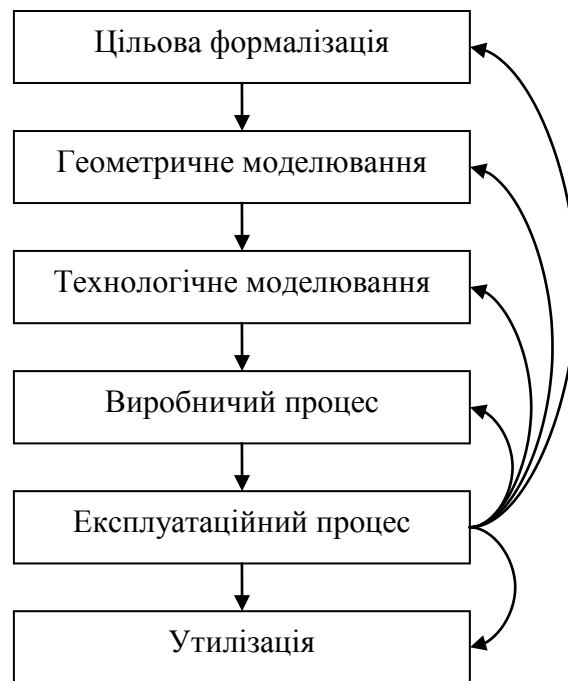 Цільова формалізація
Геометричне моделювання
Технологічне моделювання
Виробничий процес
Експлуатаційний процес
Утилізація